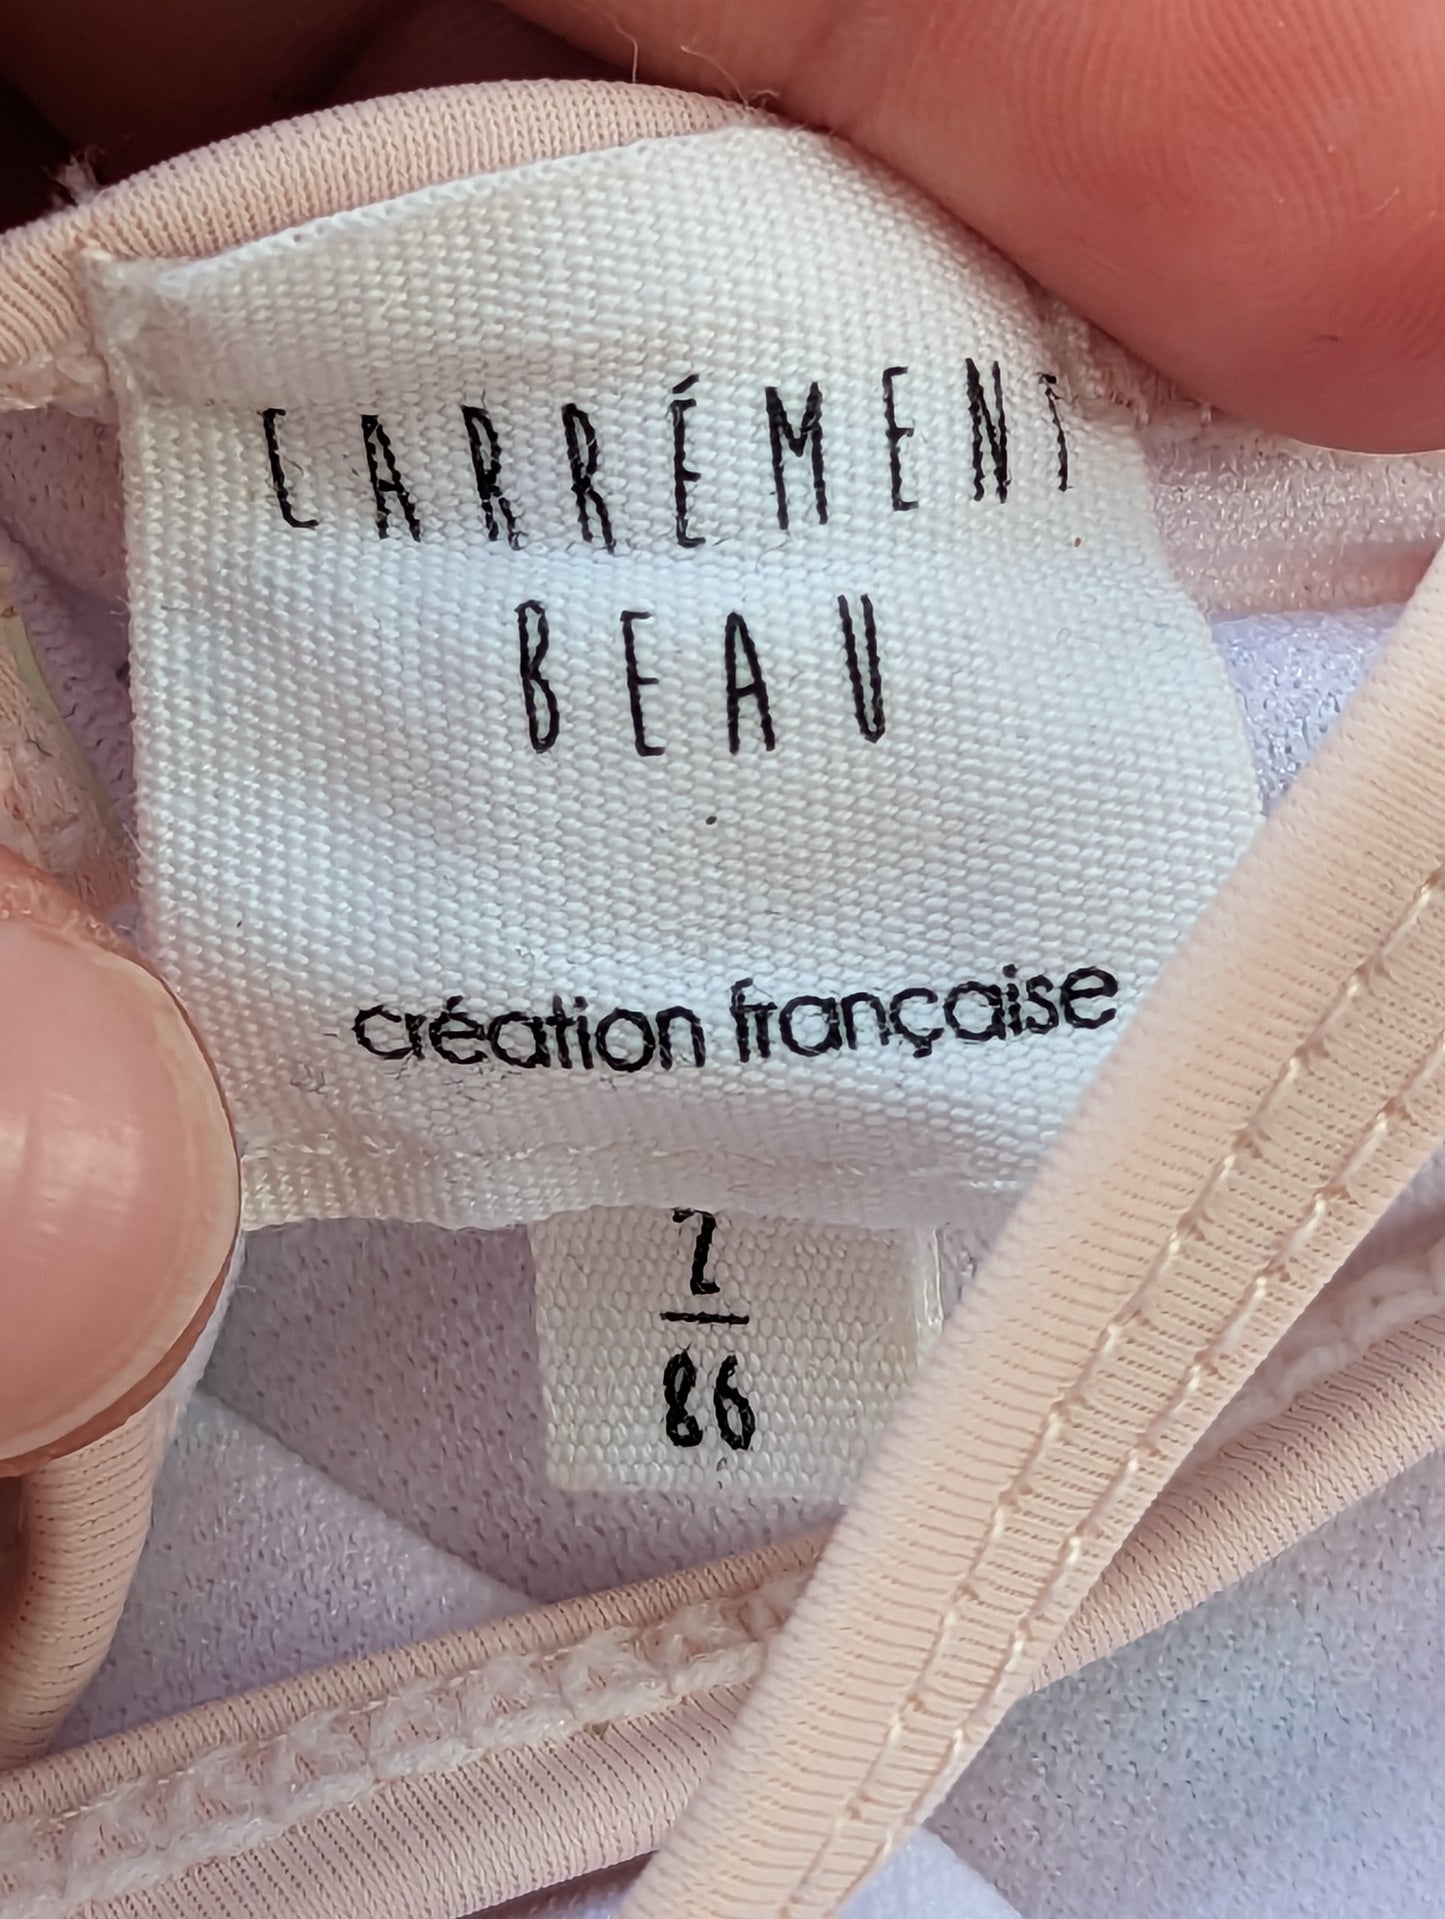 CARRÉMENT
BEAU
création française
2
86